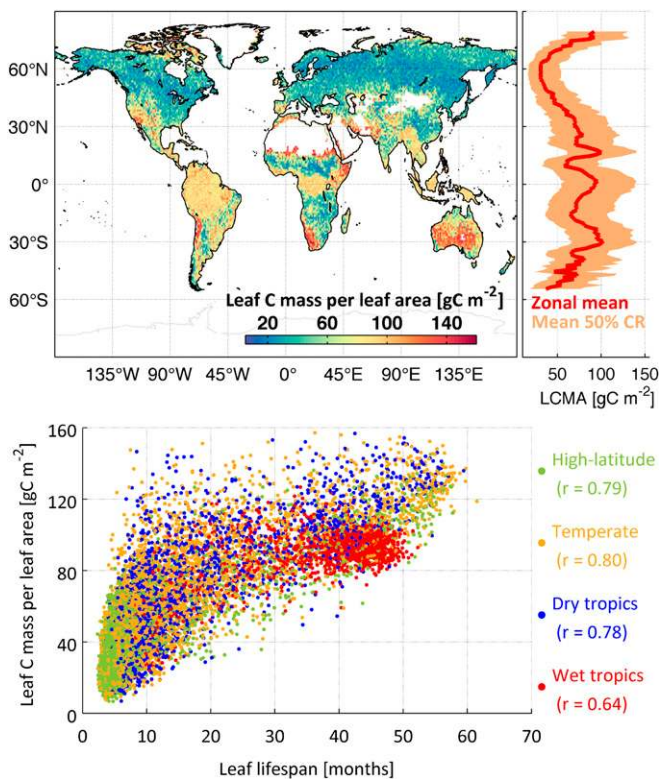 60°N
30°N
0°
30°S
60°S
Leaf C mass per leaf area [gC m⁻²]
20 60 100 140
135°W 90°W 45°W 0° 45°E 90°E 135°E
Zonal mean
Mean 50% CR
50 100 150
LCMA [gC m⁻²]
Leaf C mass per leaf area [gC m⁻²]
160
120
80
40
0
0 10 20 30 40 50 60 70
Leaf lifespan [months]
High-latitude
(r = 0.79)
Temperate
(r = 0.80)
Dry tropics
(r = 0.78)
Wet tropics
(r = 0.64)